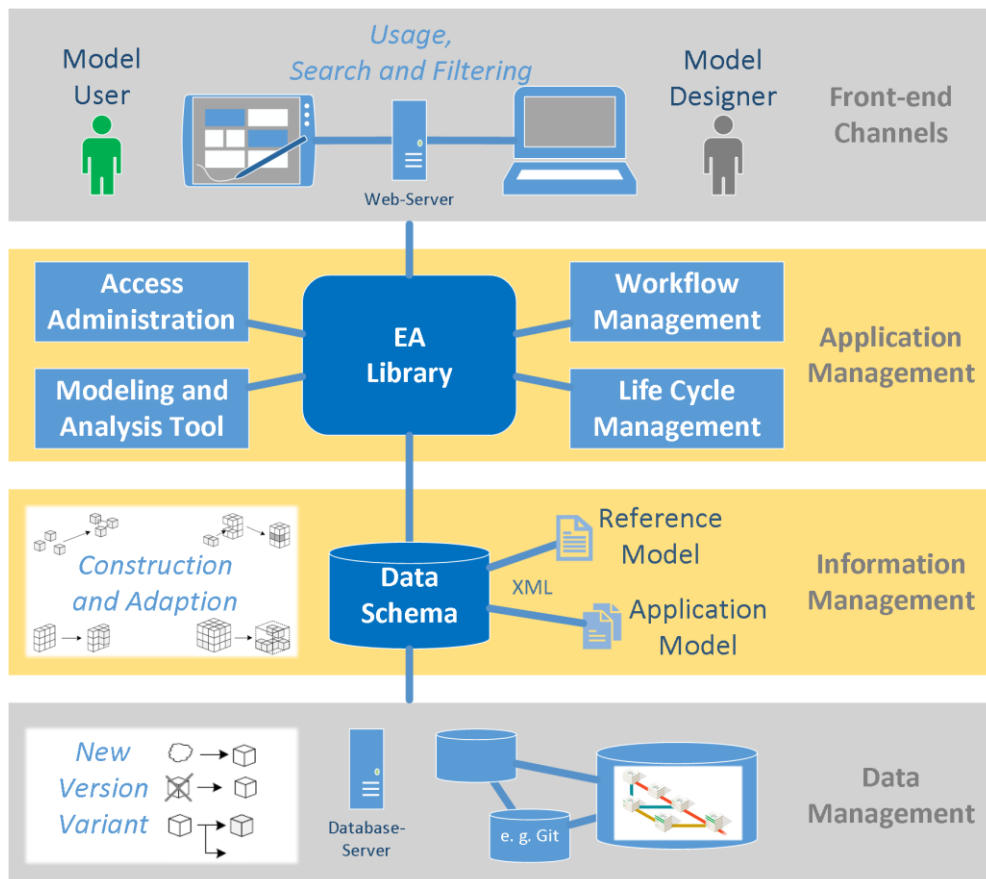 Model
User
Usage,
Search and Filtering
Model
Designer
Front-end
Channels
Web-Server
Access
Administration
EA
Library
Workflow
Management
Application
Management
Modeling and
Analysis Tool
Life Cycle
Management
Construction
and Adaption
Data
Schema
XML
Reference
Model
Application
Model
Information
Management
New
Version
Variant
Database-
Server
e. g. Git
Data
Management